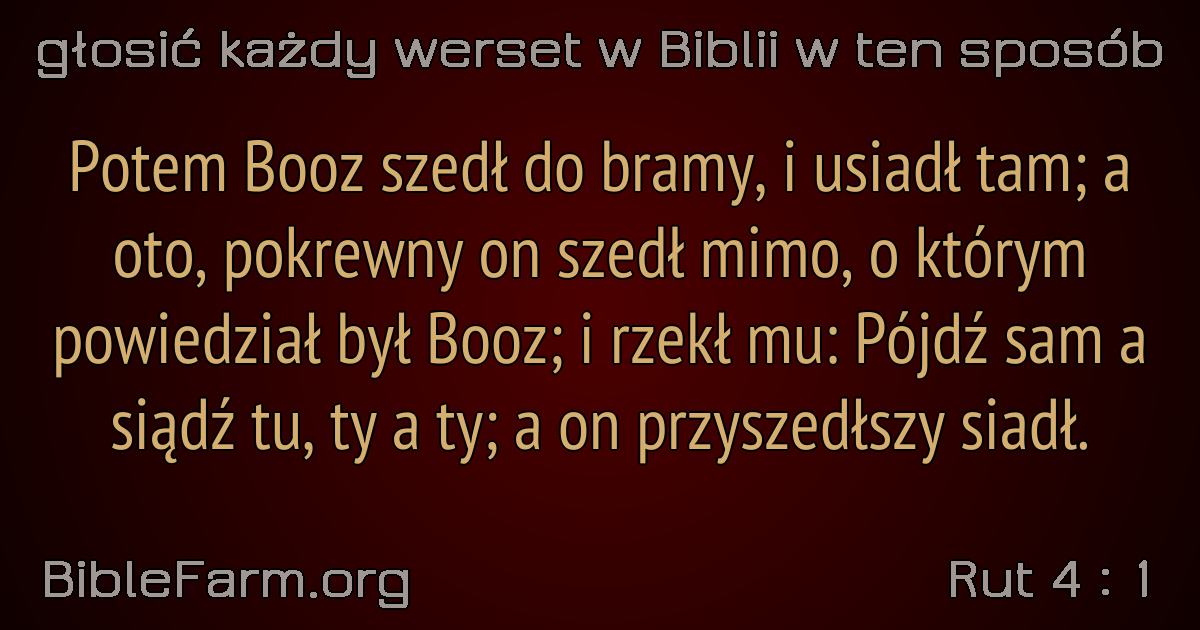 głosić każdy werset w Biblii w ten sposób
Potem Booz szedł do bramy, i usiadł tam; a
oto, pokrewny on szedł mimo, o którym
powiedział był Booz; i rzekł mu: Pójdź sam a
siądź tu, ty a ty; a on przyszedłszy siadł.
BibleFarm.org
Rut 4 : 1